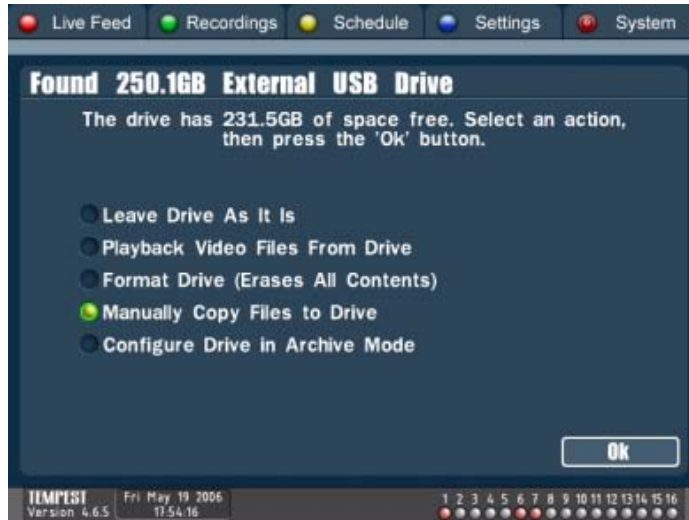 Live Feed Recordings Schedule Settings System
Found 250.1GB External USB Drive
The drive has 231.5GB of space free. Select an action,
then press the 'Ok' button.
Leave Drive As It Is
Playback Video Files From Drive
Format Drive (Erases All Contents)
Manually Copy Files to Drive
Configure Drive in Archive Mode
Ok
TEMPEST Fri May 19 2006 1 2 3 4 5 6 7 8 9 10 11 12 13 14 15 16
Version 4.6.5 17:54:16